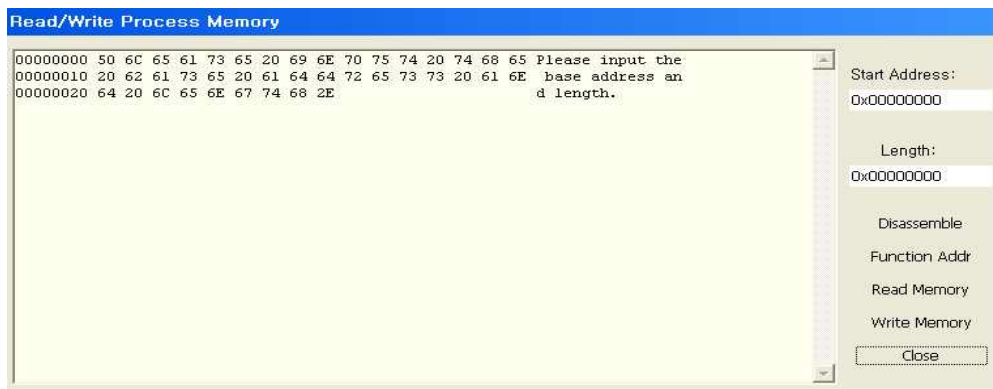 Read/Write Process Memory
00000000 50 6C 65 61 73 65 20 69 6E 70 75 74 20 74 68 65 Please input the
00000010 20 62 61 73 65 20 61 64 64 72 65 73 73 20 61 6E  base address an
00000020 64 20 6C 65 6E 67 74 68 2E d length.
Start Address:
0x00000000
Length:
0x00000000
Disassemble
Function Addr
Read Memory
Write Memory
Close